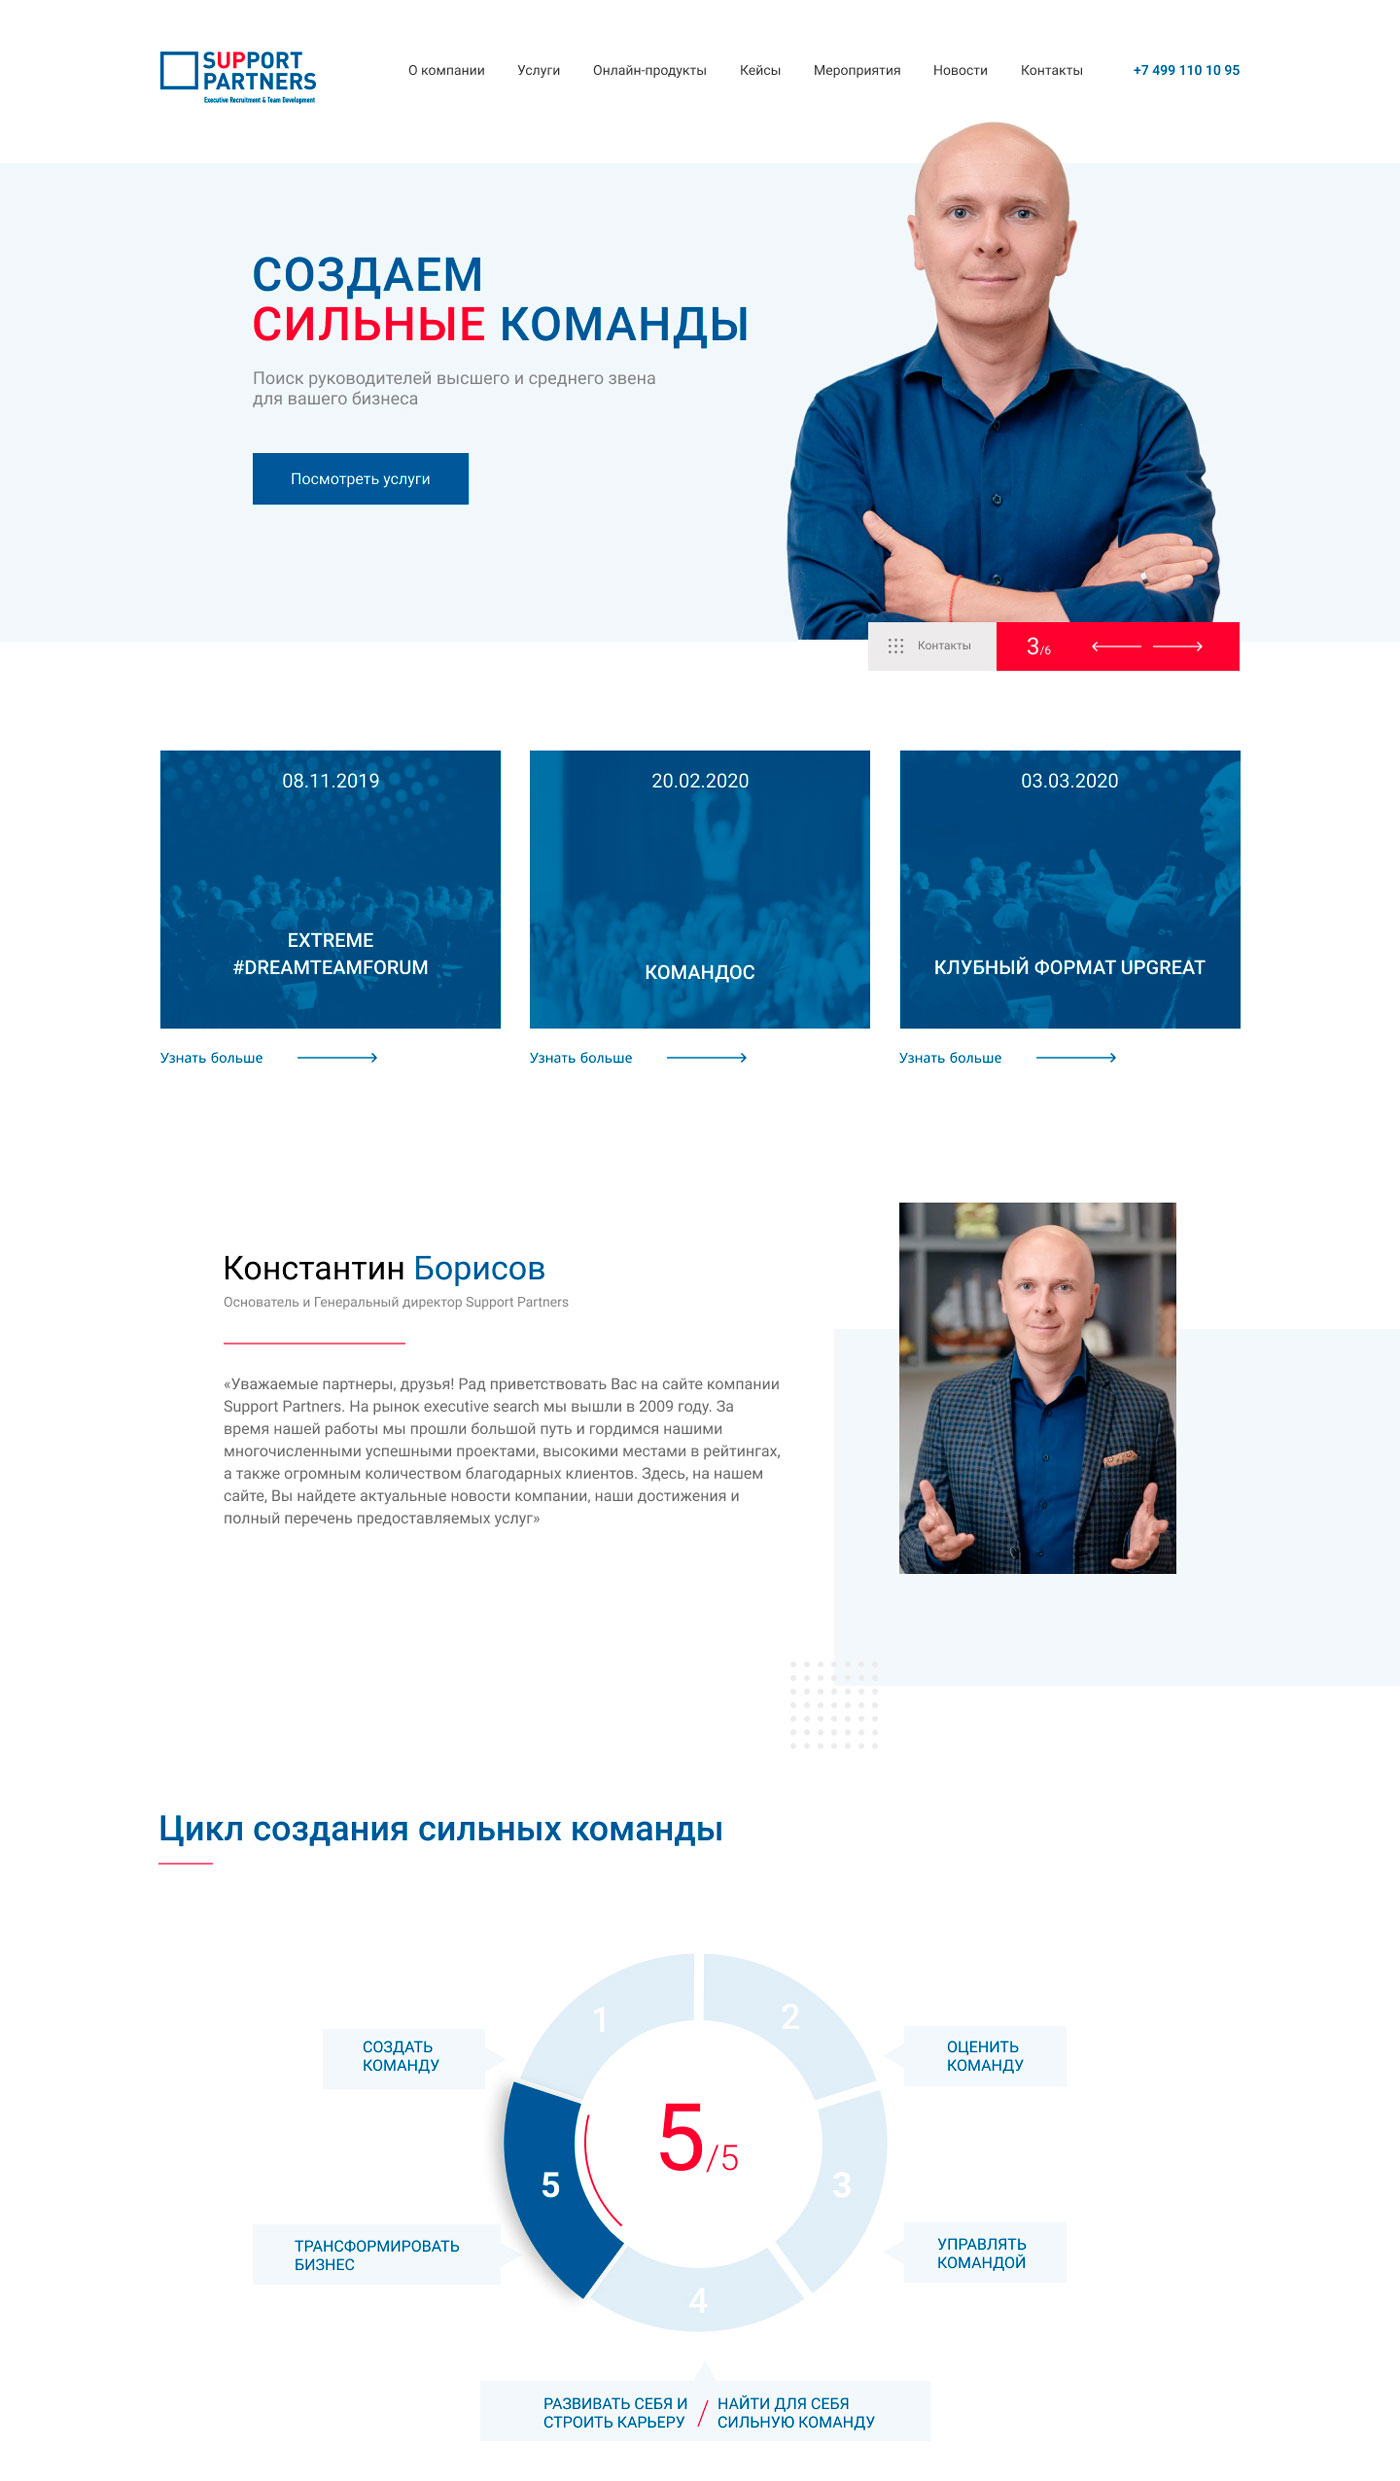 SUPPORT
PARTNERS
Executive Recruitment & Team Development
О компании Услуги Онлайн-продукты Кейсы Мероприятия Новости Контакты +7 499 110 10 95
СОЗДАЕМ
СИЛЬНЫЕ КОМАНДЫ
Поиск руководителей высшего и среднего звена
для вашего бизнеса
Посмотреть услуги
Контакты 3/6
08.11.2019
EXTREME
#DREAMTEAMFORUM
Узнать больше
20.02.2020
КОМАНДОС
Узнать больше
03.03.2020
КЛУБНЫЙ ФОРМАТ UPGREAT
Узнать больше
Константин Борисов
Основатель и Генеральный директор Support Partners
«Уважаемые партнеры, друзья! Рад приветствовать Вас на сайте компании
Support Partners. На рынок executive search мы вышли в 2009 году. За
время нашей работы мы прошли большой путь и гордимся нашими
многочисленными успешными проектами, высокими местами в рейтингах,
а также огромным количеством благодарных клиентов. Здесь, на нашем
сайте, Вы найдете актуальные новости компании, наши достижения и
полный перечень предоставляемых услуг»
Цикл создания сильных команды
1
2
3
4
5
5/5
СОЗДАТЬ
КОМАНДУ
ОЦЕНИТЬ
КОМАНДУ
ТРАНСФОРМИРОВАТЬ
БИЗНЕС
УПРАВЛЯТЬ
КОМАНДОЙ
РАЗВИВАТЬ СЕБЯ И
СТРОИТЬ КАРЬЕРУ
/
НАЙТИ ДЛЯ СЕБЯ
СИЛЬНУЮ КОМАНДУ